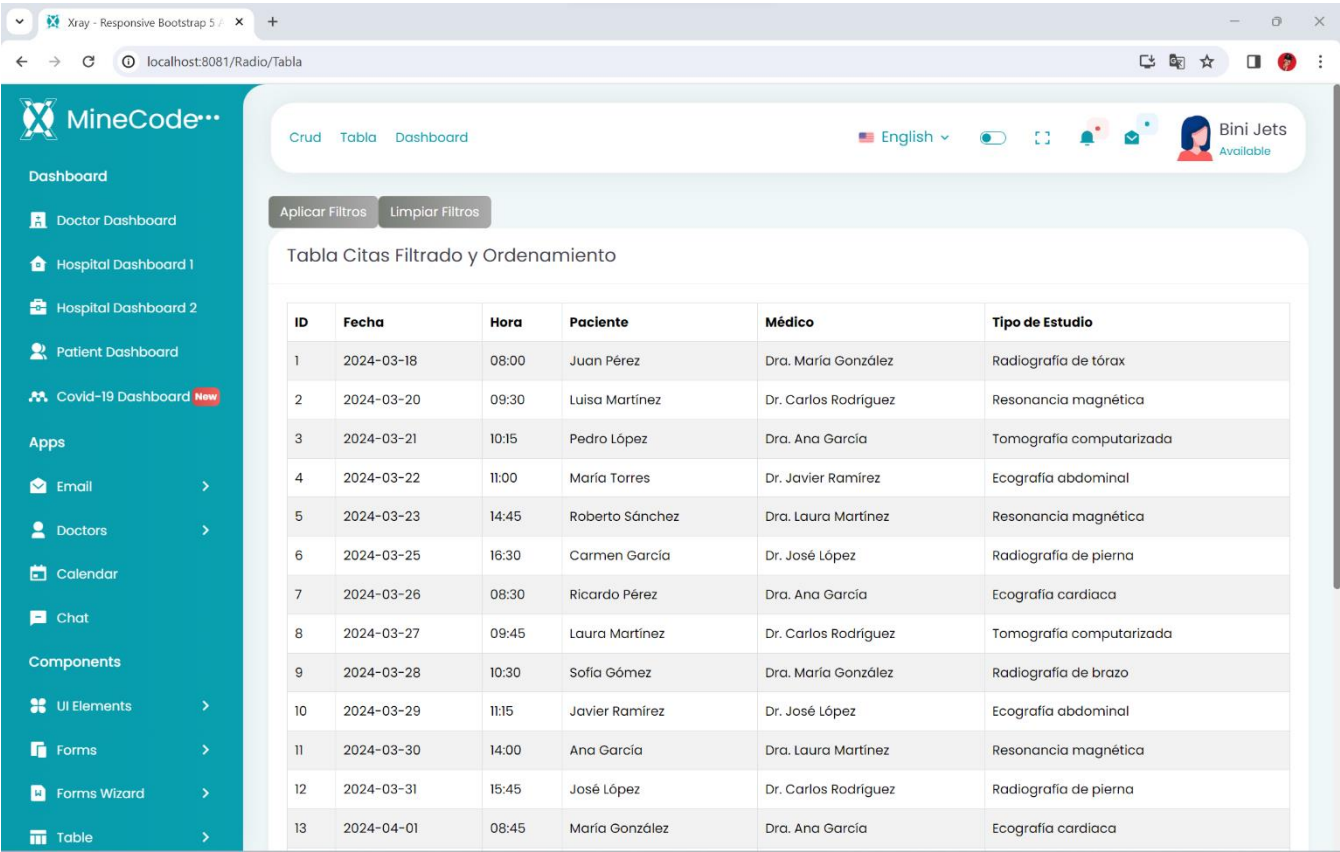 Xray - Responsive Bootstrap 5 A
localhost:8081/Radio/Tabla
MineCode
Crud Tabla Dashboard
English
Bini Jets
Available
Dashboard
Doctor Dashboard
Hospital Dashboard 1
Hospital Dashboard 2
Patient Dashboard
Covid-19 Dashboard New
Apps
Email
Doctors
Calendar
Chat
Components
UI Elements
Forms
Forms Wizard
Table
Aplicar Filtros Limpiar Filtros
Tabla Citas Filtrado y Ordenamiento
ID Fecha Hora Paciente Médico Tipo de Estudio
1 2024-03-18 08:00 Juan Pérez Dra. María González Radiografía de tórax
2 2024-03-20 09:30 Luisa Martínez Dr. Carlos Rodríguez Resonancia magnética
3 2024-03-21 10:15 Pedro López Dra. Ana García Tomografía computarizada
4 2024-03-22 11:00 María Torres Dr. Javier Ramírez Ecografía abdominal
5 2024-03-23 14:45 Roberto Sánchez Dra. Laura Martínez Resonancia magnética
6 2024-03-25 16:30 Carmen García Dr. José López Radiografía de pierna
7 2024-03-26 08:30 Ricardo Pérez Dra. Ana García Ecografía cardiaca
8 2024-03-27 09:45 Laura Martínez Dr. Carlos Rodríguez Tomografía computarizada
9 2024-03-28 10:30 Sofía Gómez Dra. María González Radiografía de brazo
10 2024-03-29 11:15 Javier Ramírez Dr. José López Ecografía abdominal
11 2024-03-30 14:00 Ana García Dra. Laura Martínez Resonancia magnética
12 2024-03-31 15:45 José López Dr. Carlos Rodríguez Radiografía de pierna
13 2024-04-01 08:45 María González Dra. Ana García Ecografía cardiaca